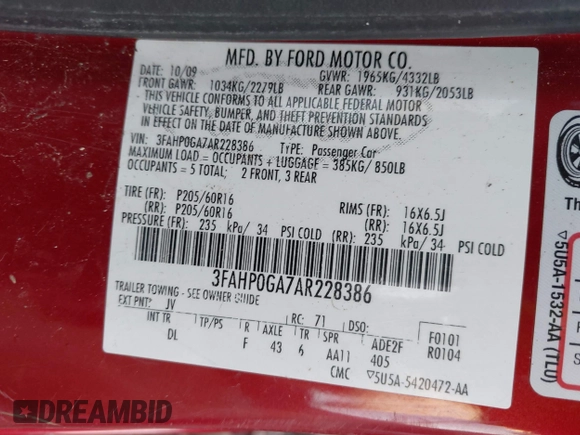 MFD. BY FORD MOTOR CO.
DATE: 10/09 GVWR: 1965KG/4332LB
FRONT GAWR: 1034KG/2279LB REAR GAWR: 931KG/2053LB
THIS VEHICLE CONFORMS TO ALL APPLICABLE FEDERAL MOTOR
VEHICLE SAFETY, BUMPER, AND THEFT PREVENTION STANDARDS
IN EFFECT ON THE DATE OF MANUFACTURE SHOWN ABOVE.
VIN: 3FAHP0GA7AR228386 TYPE: Passenger Car
MAXIMUM LOAD = OCCUPANTS + LUGGAGE = 385KG/ 850LB
OCCUPANTS = 5 TOTAL; 2 FRONT, 3 REAR
TIRE (FR): P205/60R16 RIMS (FR): 16X6.5J
(RR): P205/60R16 (RR): 16X6.5J
PRESSURE (FR): 235 kPa/ 34 PSI COLD (RR): 235 kPa/ 34 PSI COLD
3FAHP0GA7AR228386
TRAILER TOWING - SEE OWNER GUIDE
EXT PNT: JV RC: 71 DSO: F0101
INT TR TP/PS R AXLE TR SPR ADE2F R0104
DL F 43 6 AA11 405
CMC ▽5U5A-5420472-AA
Th
▽5U5A-1532-AA (TL0)
DREAMBID